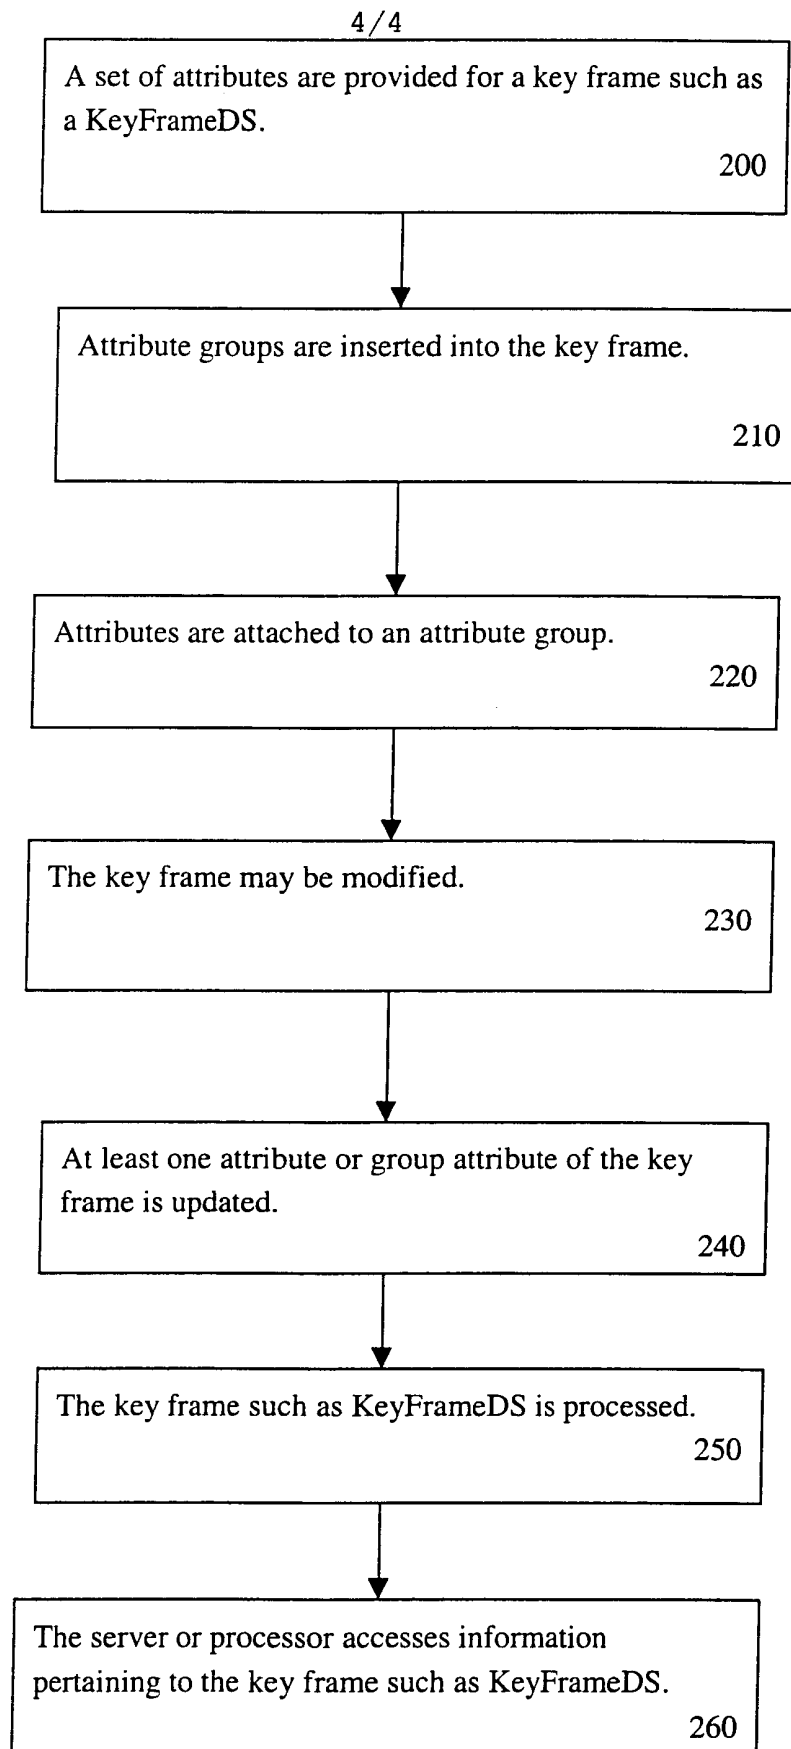 4/4
A set of attributes are provided for a key frame such as
a KeyFrameDS.
200
Attribute groups are inserted into the key frame.
210
Attributes are attached to an attribute group.
220
The key frame may be modified.
230
At least one attribute or group attribute of the key
frame is updated.
240
The key frame such as KeyFrameDS is processed.
250
The server or processor accesses information
pertaining to the key frame such as KeyFrameDS.
260